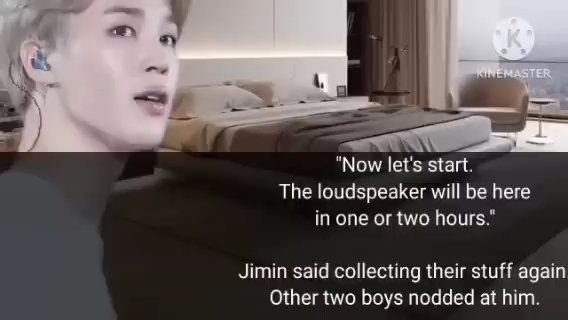 KINEMASTER
"Now let's start.
The loudspeaker will be here
in one or two hours."
Jimin said collecting their stuff again.
Other two boys nodded at him.